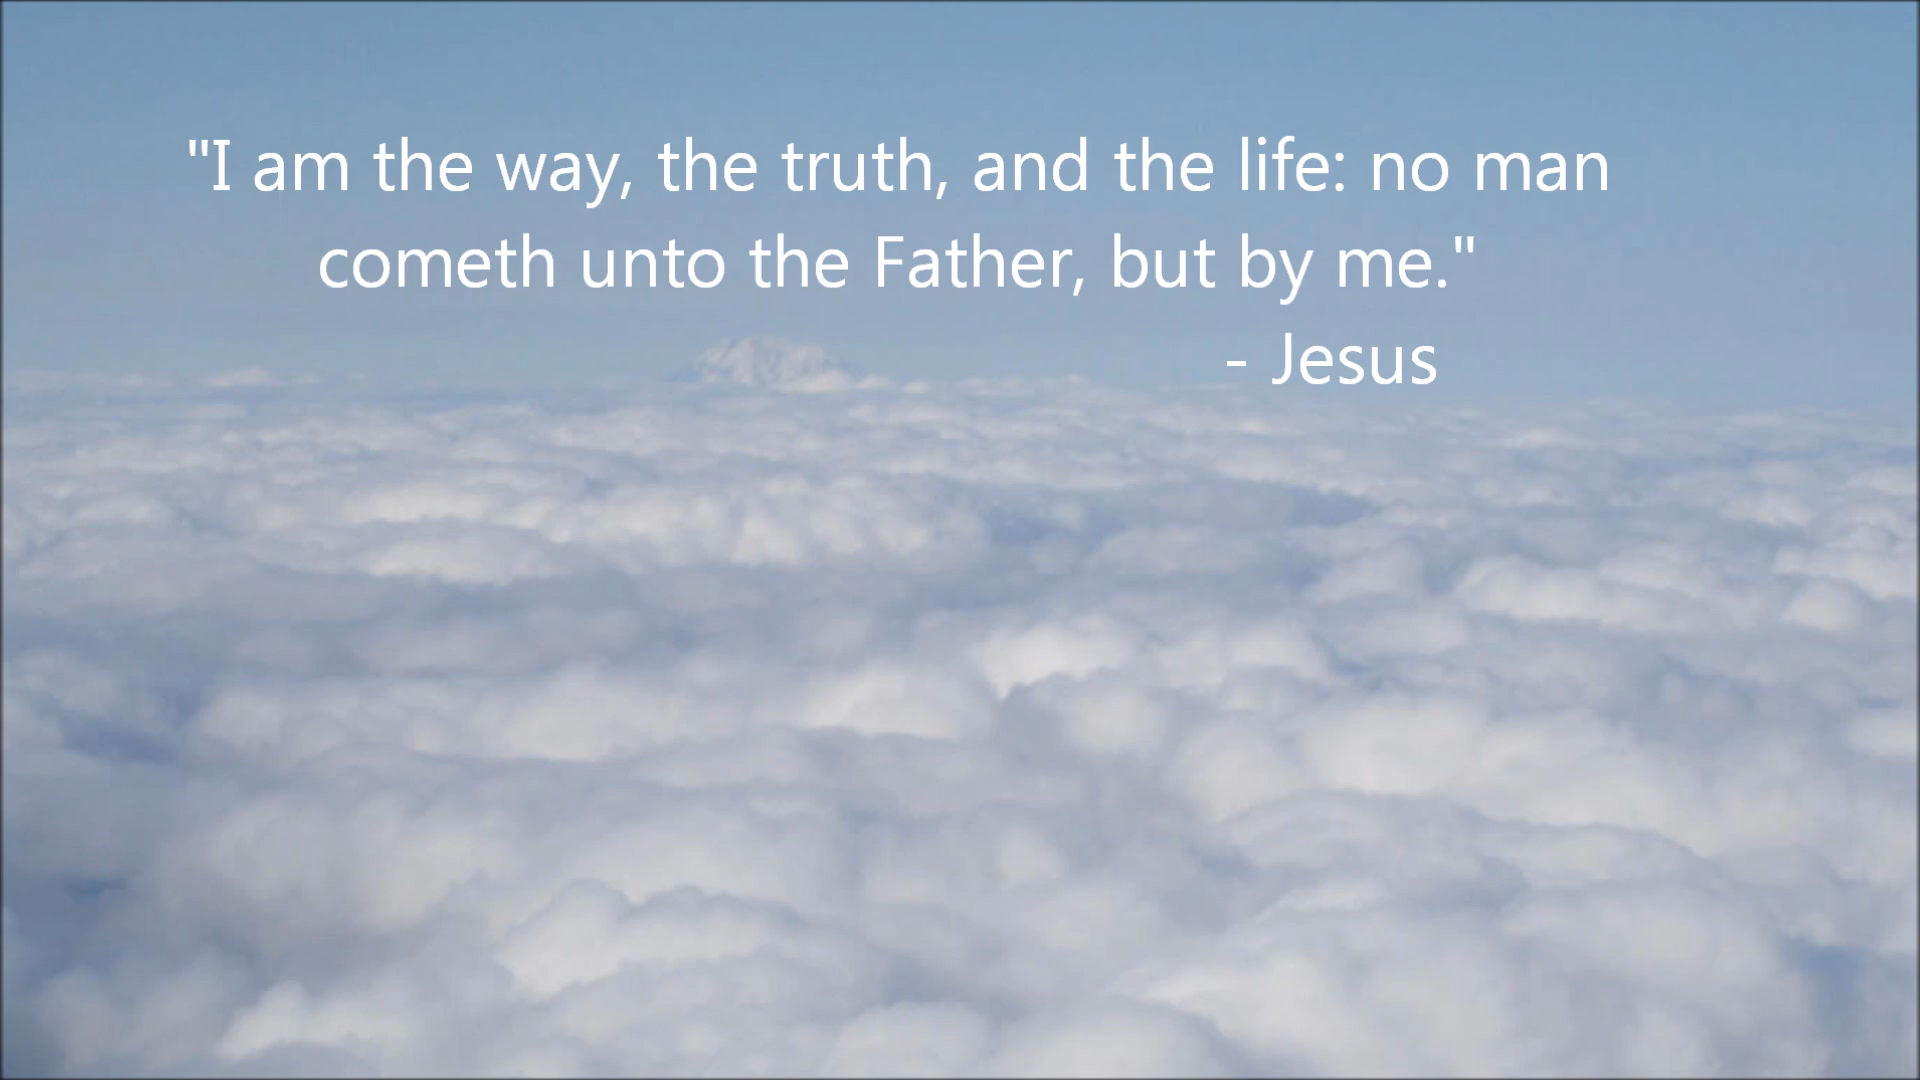 "I am the way, the truth, and the life: no man
cometh unto the Father, but by me."
- Jesus